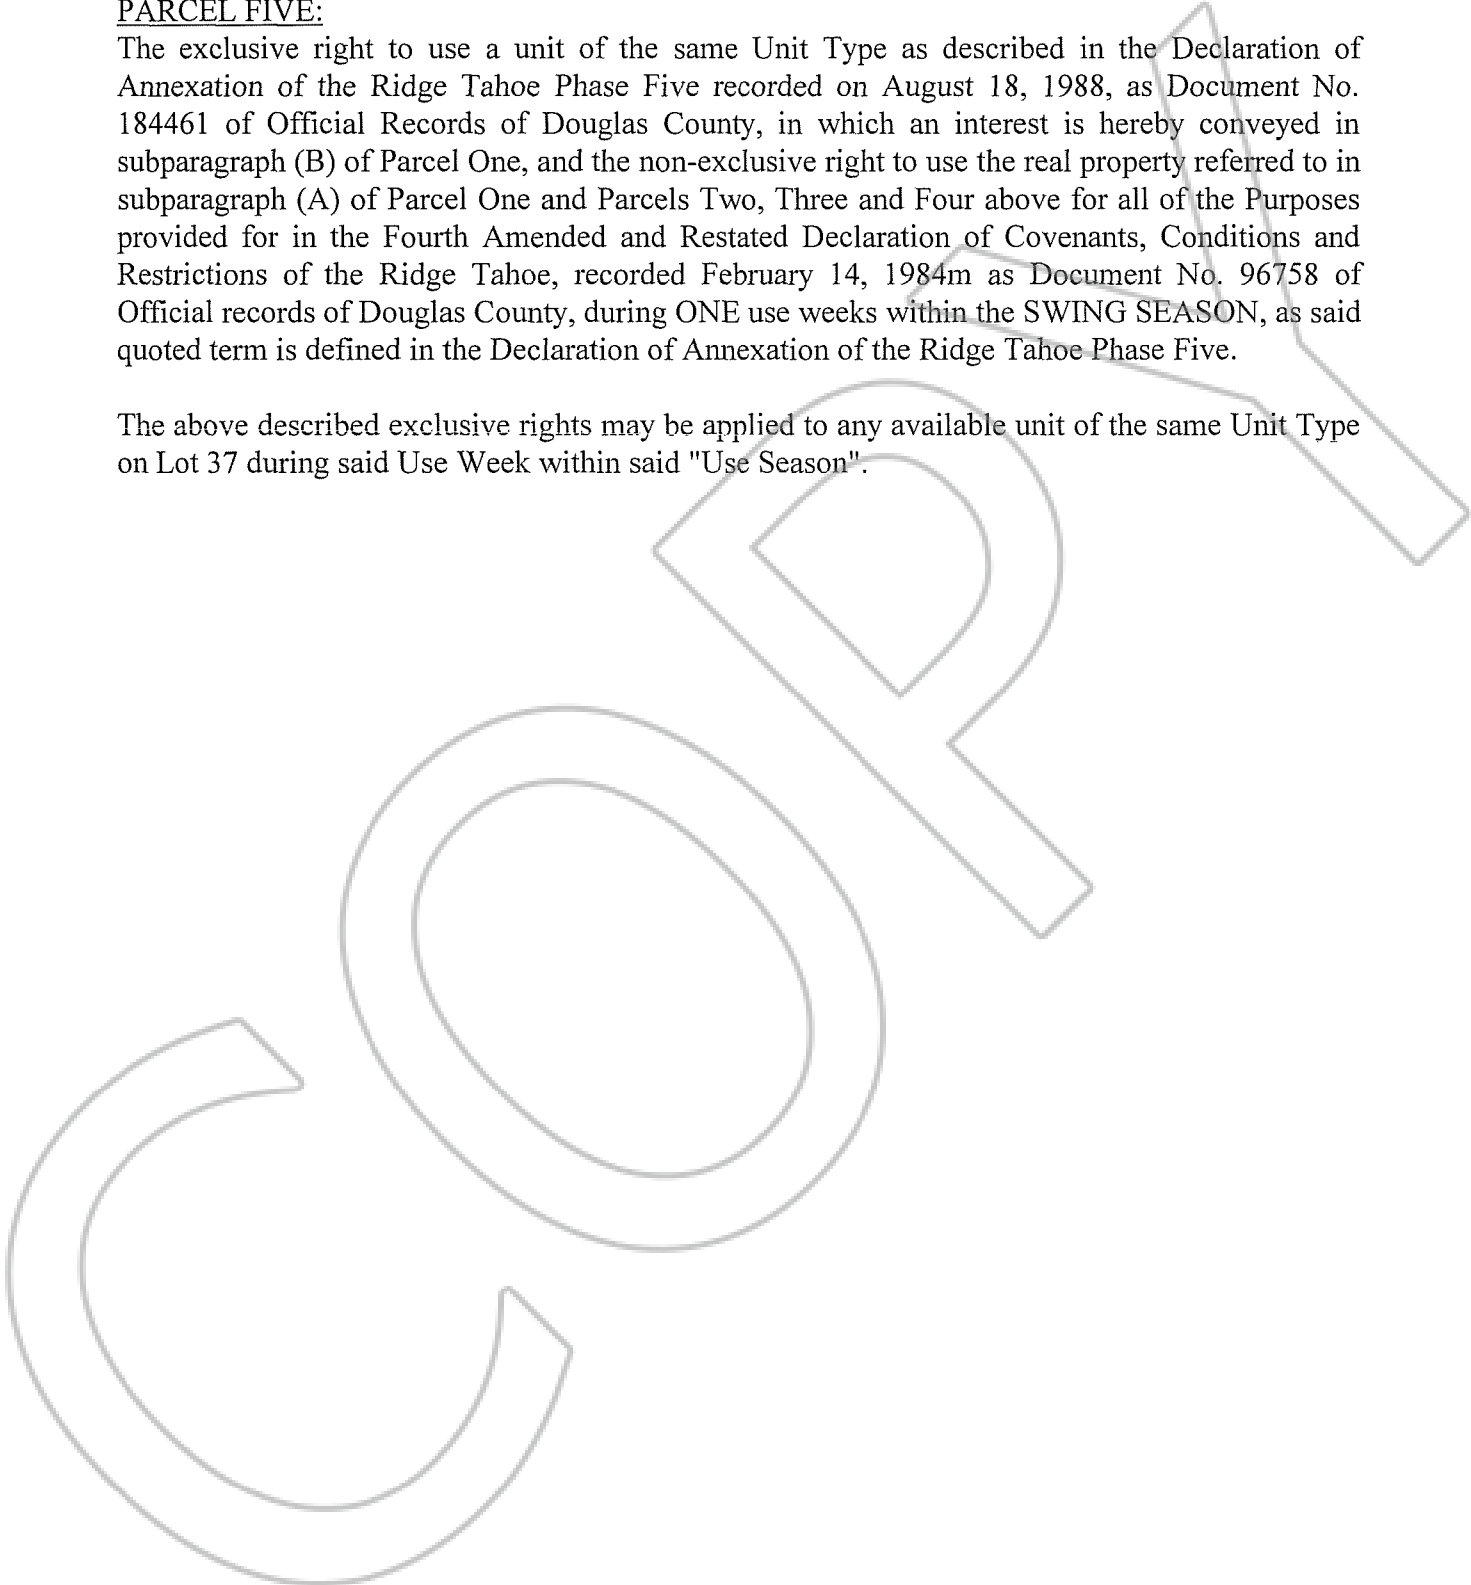 PARCEL FIVE:
The exclusive right to use a unit of the same Unit Type as described in the Declaration of
Annexation of the Ridge Tahoe Phase Five recorded on August 18, 1988, as Document No.
184461 of Official Records of Douglas County, in which an interest is hereby conveyed in
subparagraph (B) of Parcel One, and the non-exclusive right to use the real property referred to in
subparagraph (A) of Parcel One and Parcels Two, Three and Four above for all of the Purposes
provided for in the Fourth Amended and Restated Declaration of Covenants, Conditions and
Restrictions of the Ridge Tahoe, recorded February 14, 1984m as Document No. 96758 of
Official records of Douglas County, during ONE use weeks within the SWING SEASON, as said
quoted term is defined in the Declaration of Annexation of the Ridge Tahoe Phase Five.
The above described exclusive rights may be applied to any available unit of the same Unit Type
on Lot 37 during said Use Week within said "Use Season".
COPY